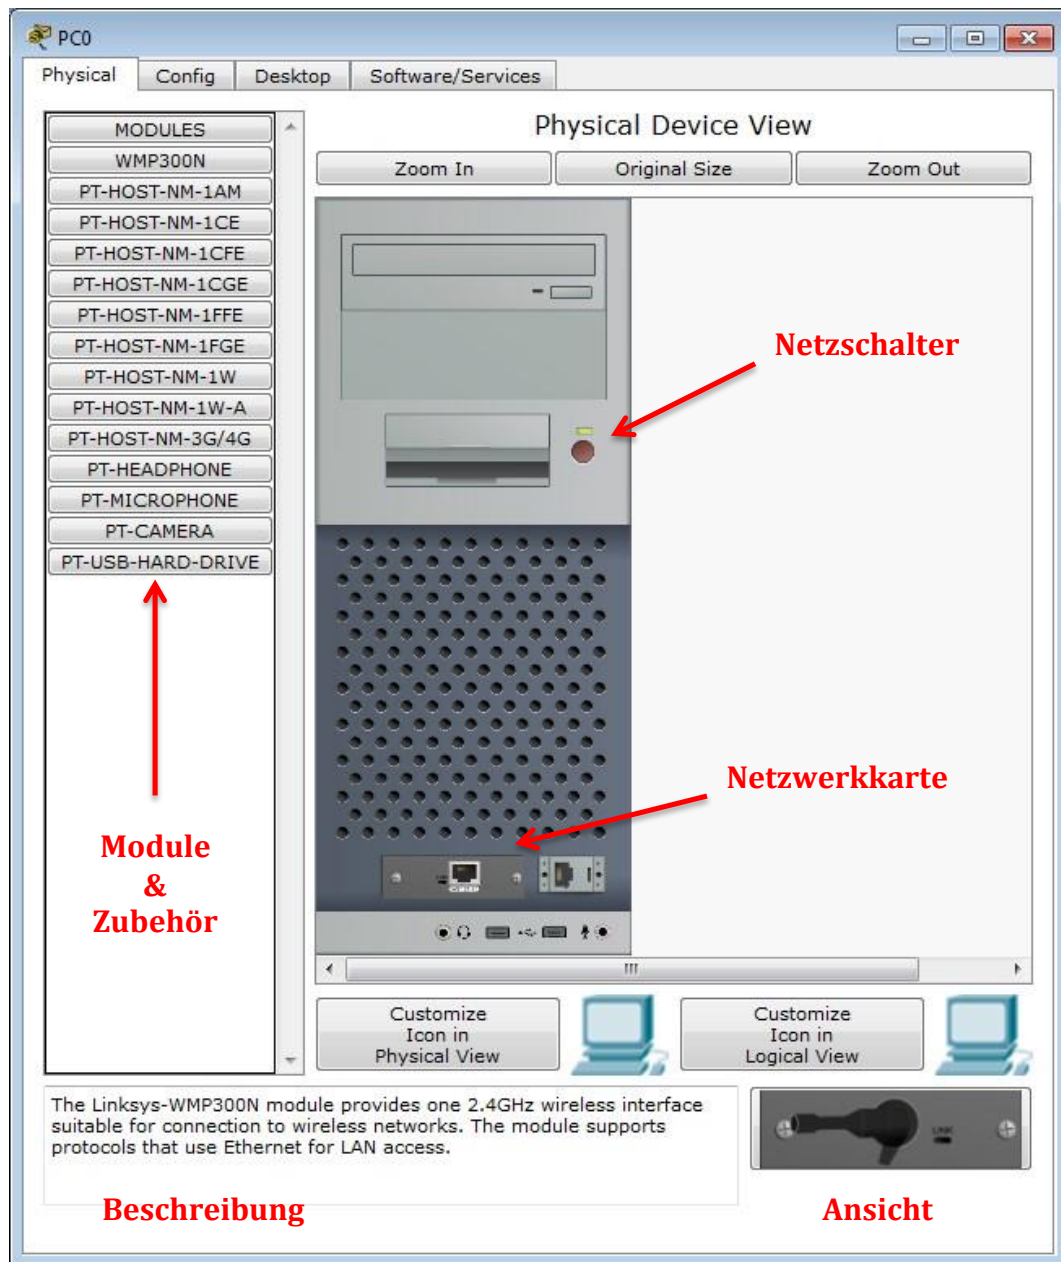 PC0
Physical
Config
Desktop
Software/Services
MODULES
WMP300N
PT-HOST-NM-1AM
PT-HOST-NM-1CE
PT-HOST-NM-1CFE
PT-HOST-NM-1CGE
PT-HOST-NM-1FFE
PT-HOST-NM-1FGE
PT-HOST-NM-1W
PT-HOST-NM-1W-A
PT-HOST-NM-3G/4G
PT-HEADPHONE
PT-MICROPHONE
PT-CAMERA
PT-USB-HARD-DRIVE
Module
&
Zubehör
Physical Device View
Zoom In
Original Size
Zoom Out
Netzschalter
Netzwerkkarte
Customize
Icon in
Physical View
Customize
Icon in
Logical View
The Linksys-WMP300N module provides one 2.4GHz wireless interface
suitable for connection to wireless networks. The module supports
protocols that use Ethernet for LAN access.
LINK
Beschreibung
Ansicht